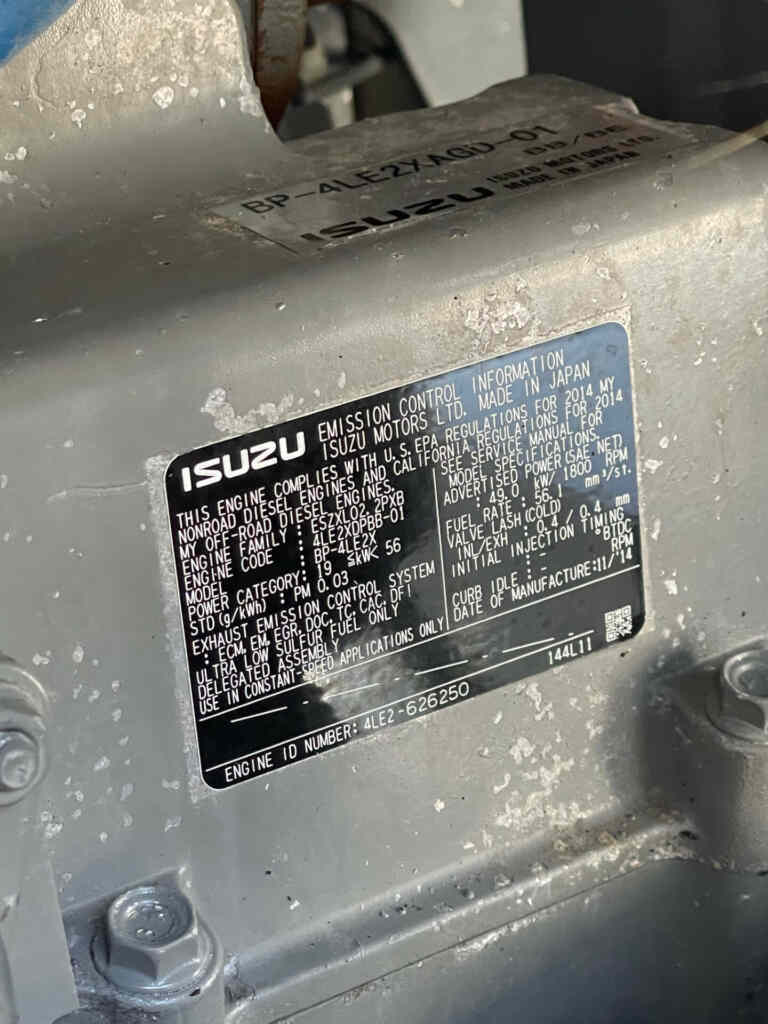 BP-4LE2XAGD-01
ISUZU ISUZU MOTORS LTD.
MADE IN JAPAN
ISUZU EMISSION CONTROL INFORMATION
ISUZU MOTORS LTD. MADE IN JAPAN
THIS ENGINE COMPLIES WITH U.S. EPA REGULATIONS FOR 2014 MY
NONROAD DIESEL ENGINES AND CALIFORNIA REGULATIONS FOR 2014
MY OFF-ROAD DIESEL ENGINES.
ENGINE FAMILY : ESZXL02.2PXB
ENGINE CODE : 4LE2XDPBB-01
MODEL : BP-4LE2X
POWER CATEGORY: 19 ≦kW< 56
STD (g/kWh) : PM 0.03
EXHAUST EMISSION CONTROL SYSTEM
: ECM, EM, EGR, DOC, TC, CAC, DFI
ULTRA LOW SULFUR FUEL ONLY
DELEGATED ASSEMBLY
USE IN CONSTANT-SPEED APPLICATIONS ONLY
SEE SERVICE MANUAL FOR
MODEL SPECIFICATIONS.
ADVERTISED POWER(SAE NET)
: 49.0 kW/ 1800 RPM
FUEL RATE : 56.1 mm³/st.
VALVE LASH(COLD)
INL/EXH : 0.4 / 0.4 mm
INITIAL INJECTION TIMING
: - °BTDC
CURB IDLE : - RPM
DATE OF MANUFACTURE:11/'14
144L11
ENGINE ID NUMBER: 4LE2-626250